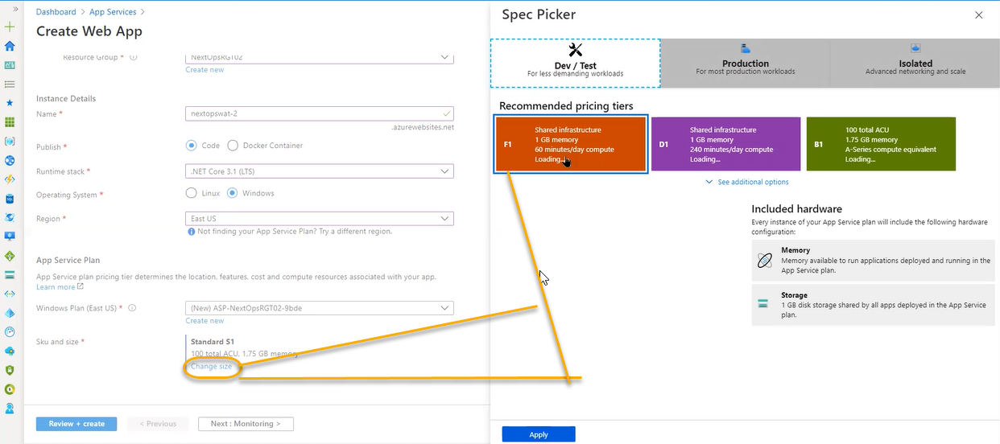 »
Dashboard > App Services >
Create Web App
Resource Group * ⓘ
NextOpsRGT02
Create new
Instance Details
Name *
nextopswat-2
.azurewebsites.net
Publish *
Code
Docker Container
Runtime stack *
.NET Core 3.1 (LTS)
Operating System *
Linux
Windows
Region *
East US
Not finding your App Service Plan? Try a different region.
App Service Plan
App Service plan pricing tier determines the location, features, cost and compute resources associated with your app.
Learn more
Windows Plan (East US) * ⓘ
(New) ASP-NextOpsRGT02-9bde
Create new
Sku and size *
Standard S1
100 total ACU, 1.75 GB memory
Change size
Review + create
< Previous
Next : Monitoring >
Spec Picker
Dev / Test
For less demanding workloads
Production
For most production workloads
Isolated
Advanced networking and scale
Recommended pricing tiers
F1
Shared infrastructure
1 GB memory
60 minutes/day compute
Loading...
D1
Shared infrastructure
1 GB memory
240 minutes/day compute
Loading...
B1
100 total ACU
1.75 GB memory
A-Series compute equivalent
Loading...
See additional options
Included hardware
Every instance of your App Service plan will include the following hardware
configuration:
Memory
Memory available to run applications deployed and running in the
App Service plan.
Storage
1 GB disk storage shared by all apps deployed in the App Service
plan.
Apply